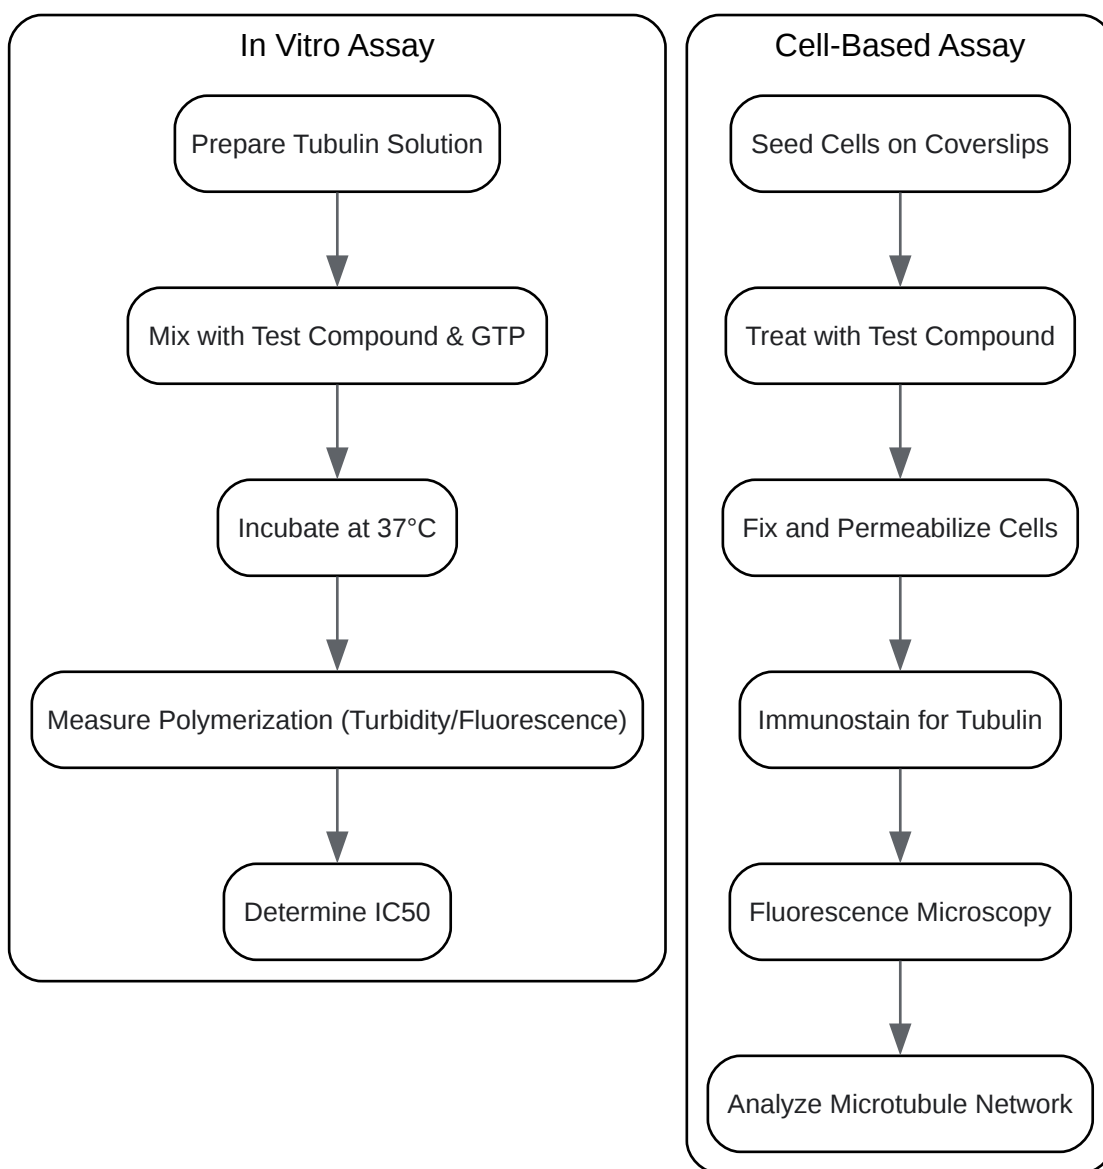 In Vitro Assay
Prepare Tubulin Solution
Mix with Test Compound & GTP
Incubate at 37°C
Measure Polymerization (Turbidity/Fluorescence)
Determine IC50
Cell-Based Assay
Seed Cells on Coverslips
Treat with Test Compound
Fix and Permeabilize Cells
Immunostain for Tubulin
Fluorescence Microscopy
Analyze Microtubule Network